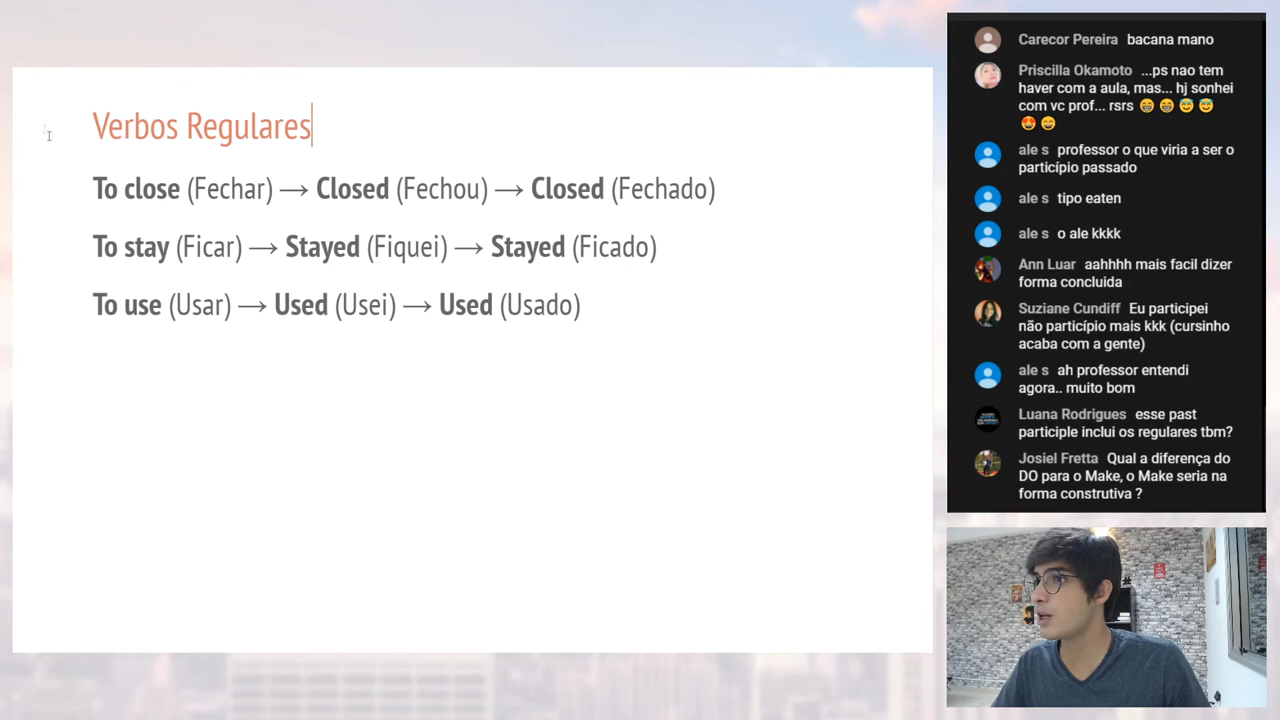 Verbos Regulares
To close (Fechar) → Closed (Fechou) → Closed (Fechado)
To stay (Ficar) → Stayed (Fiquei) → Stayed (Ficado)
To use (Usar) → Used (Usei) → Used (Usado)
Carecor Pereira bacana mano
Priscilla Okamoto ...ps nao tem
haver com a aula, mas... hj sonhei
com vc prof... rsrs 😁😁😇😇
😍😄
ale s professor o que viria a ser o
particípio passado
ale s tipo eaten
ale s o ale kkkk
Ann Luar aahhhh mais facil dizer
forma concluida
Suziane Cundiff Eu participei
não particípio mais kkk (cursinho
acaba com a gente)
ale s ah professor entendi
agora.. muito bom
Luana Rodrigues esse past
participle inclui os regulares tbm?
Josiel Fretta Qual a diferença do
DO para o Make, o Make seria na
forma construtiva ?